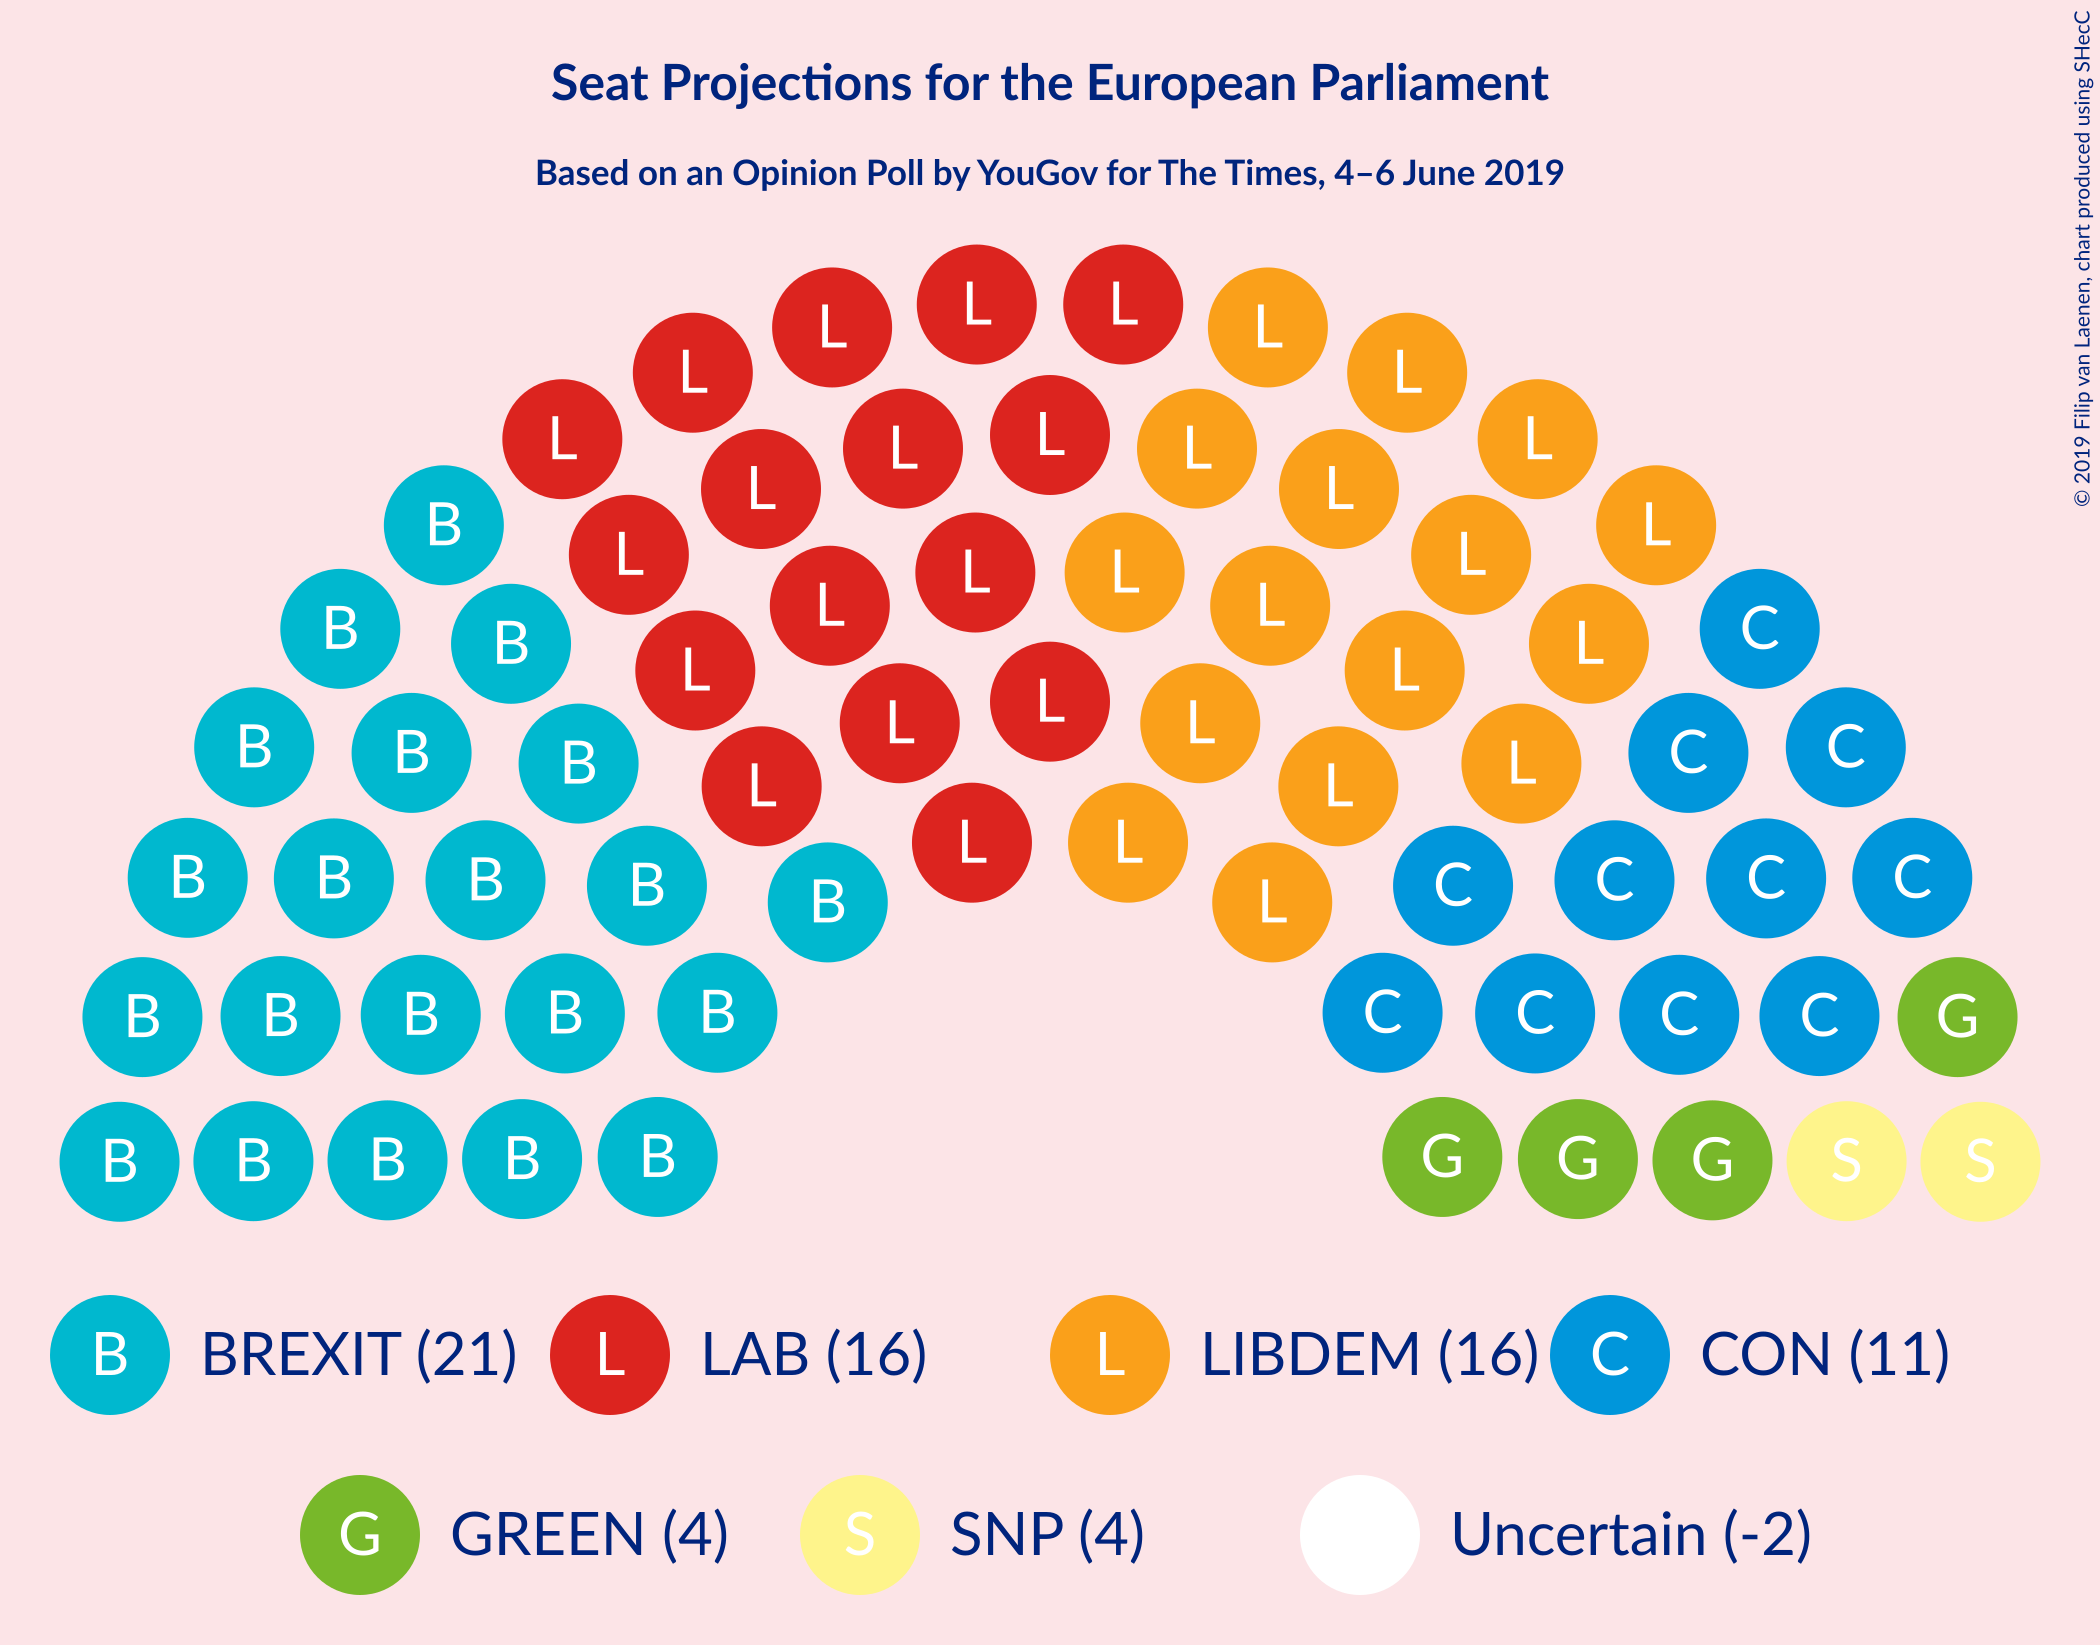 Seat Projections for the European Parliament
Based on an Opinion Poll by YouGov for The Times, 4–6 June 2019
© 2019 Filip van Laenen, chart produced using SHecC
L L L L
L L L L L L L
L L L L L L
B L L L L L
B B L L L L L C
B B B L L L L L C C
B B B B B L L L C C C C
B B B B B C C C C G
B B B B B G G G S S
B BREXIT (21) L LAB (16) L LIBDEM (16) C CON (11)
G GREEN (4) S SNP (4) Uncertain (-2)